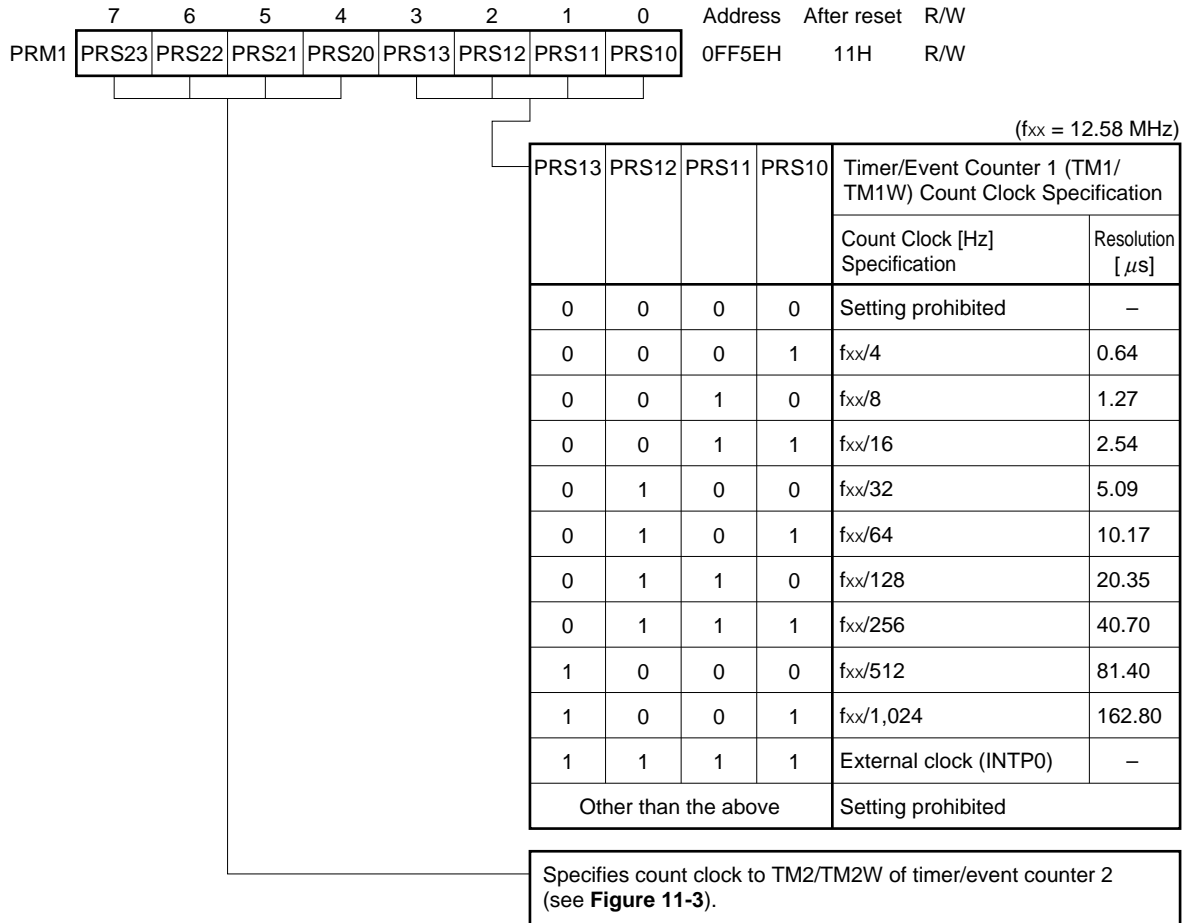 7 6 5 4 3 2 1 0 Address After reset R/W
PRM1 PRS23 PRS22 PRS21 PRS20 PRS13 PRS12 PRS11 PRS10 0FF5EH 11H R/W
(fxx = 12.58 MHz)
PRS13 PRS12 PRS11 PRS10 Timer/Event Counter 1 (TM1/
TM1W) Count Clock Specification
Count Clock [Hz] Resolution
Specification [ μs]
0 0 0 0 Setting prohibited –
0 0 0 1 fxx/4 0.64
0 0 1 0 fxx/8 1.27
0 0 1 1 fxx/16 2.54
0 1 0 0 fxx/32 5.09
0 1 0 1 fxx/64 10.17
0 1 1 0 fxx/128 20.35
0 1 1 1 fxx/256 40.70
1 0 0 0 fxx/512 81.40
1 0 0 1 fxx/1,024 162.80
1 1 1 1 External clock (INTP0) –
Other than the above Setting prohibited
Specifies count clock to TM2/TM2W of timer/event counter 2
(see Figure 11-3).